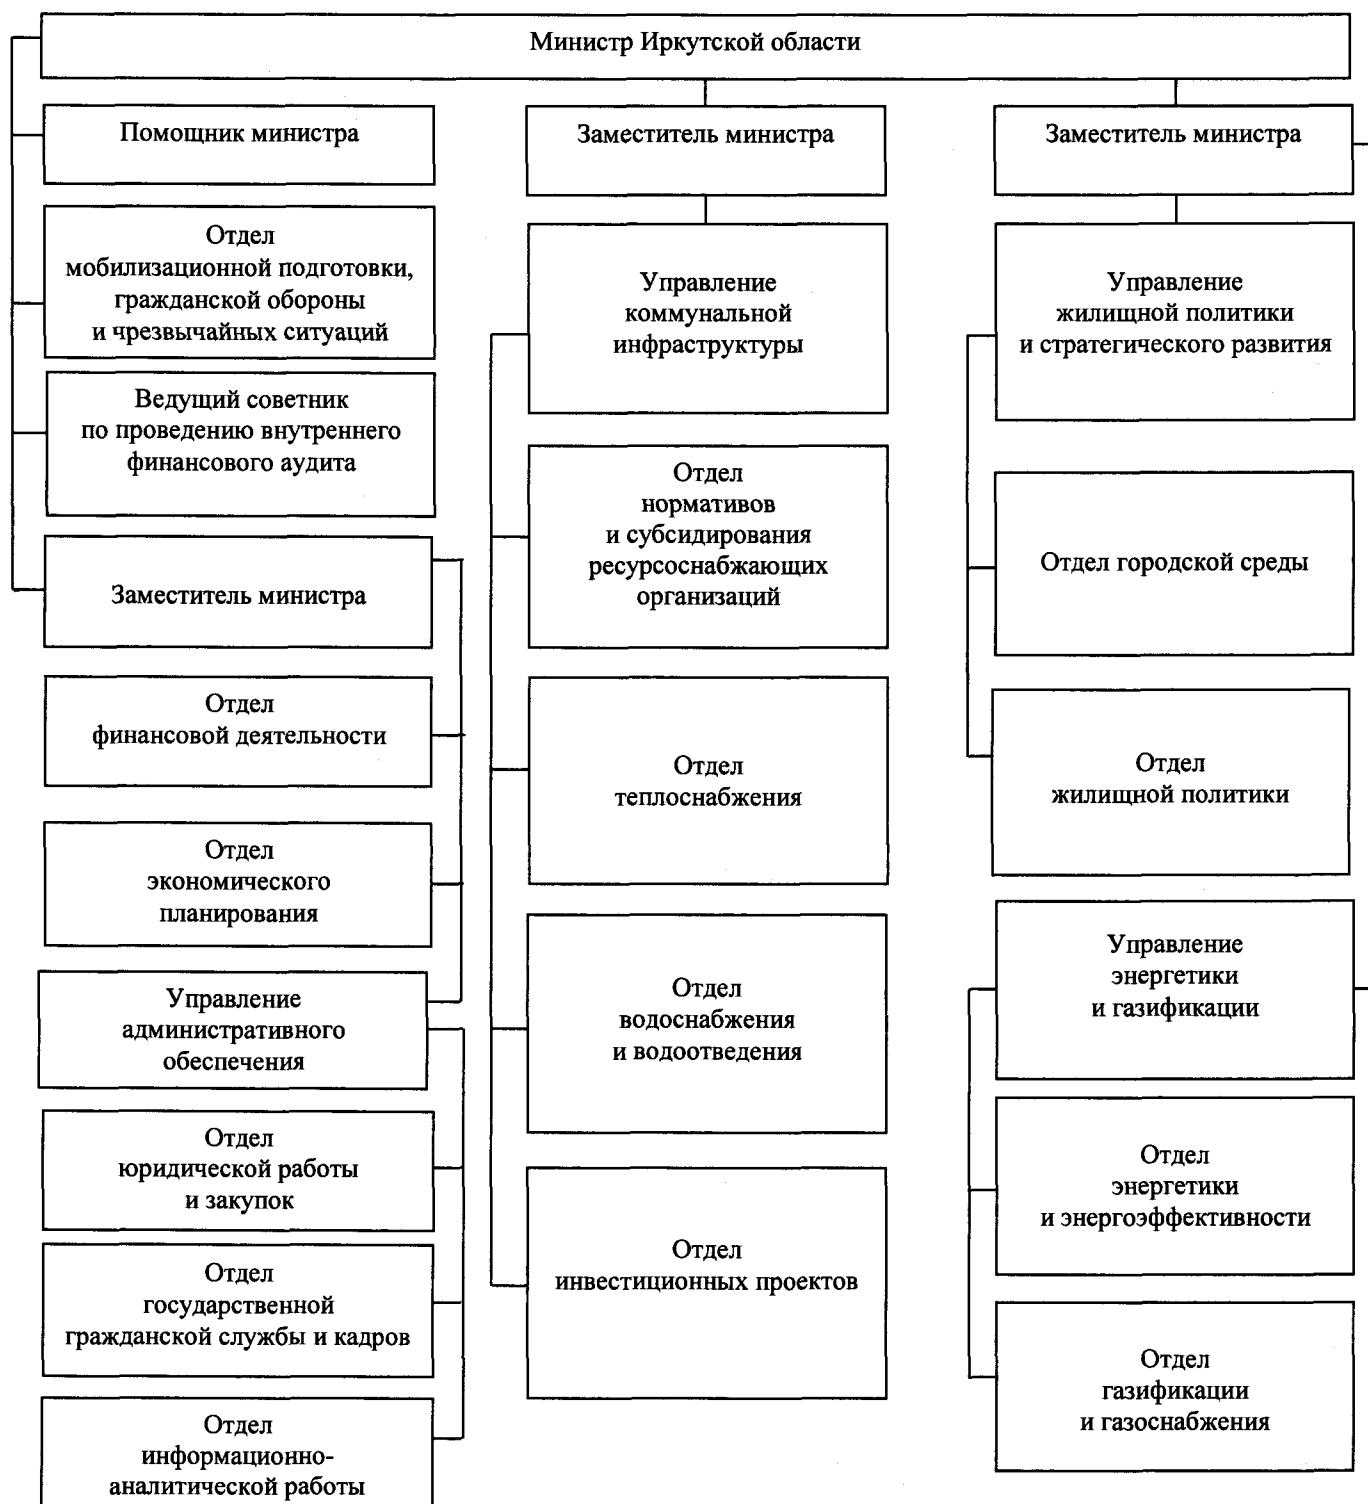 Министр Иркутской области
Помощник министра
Отдел
мобилизационной подготовки,
гражданской обороны
и чрезвычайных ситуаций
Ведущий советник
по проведению внутреннего
финансового аудита
Заместитель министра
Отдел
финансовой деятельности
Отдел
экономического
планирования
Управление
административного
обеспечения
Отдел
юридической работы
и закупок
Отдел
государственной
гражданской службы и кадров
Отдел
информационно-
аналитической работы
Заместитель министра
Управление
коммунальной
инфраструктуры
Отдел
нормативов
и субсидирования
ресурсоснабжающих
организаций
Отдел
теплоснабжения
Отдел
водоснабжения
и водоотведения
Отдел
инвестиционных проектов
Заместитель министра
Управление
жилищной политики
и стратегического развития
Отдел городской среды
Отдел
жилищной политики
Управление
энергетики
и газификации
Отдел
энергетики
и энергоэффективности
Отдел
газификации
и газоснабжения